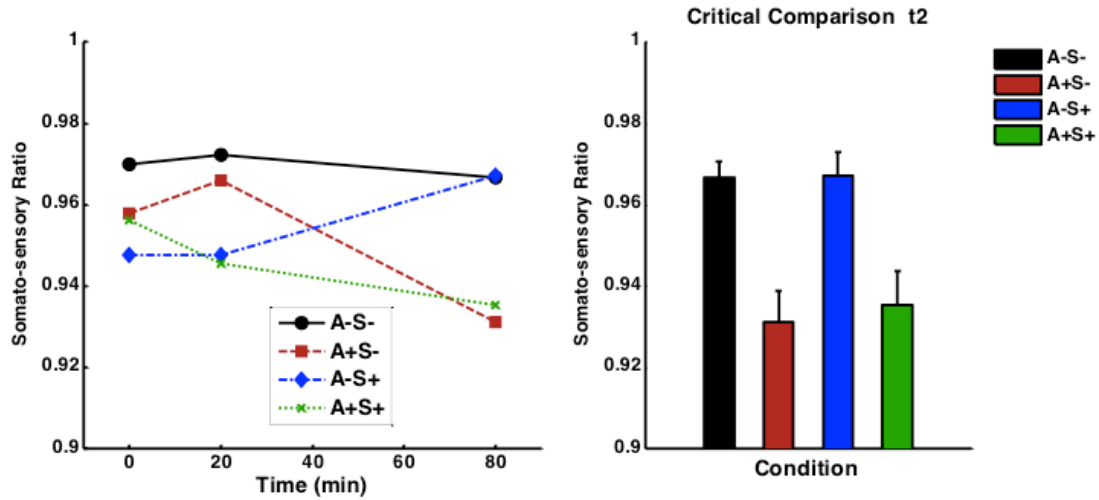 Somato-sensory Ratio
1
0.98
0.96
0.94
0.92
0.9
0 20 40 60 80
Time (min)
A-S-
A+S-
A-S+
A+S+
Critical Comparison t2
Somato-sensory Ratio
1
0.98
0.96
0.94
0.92
0.9
Condition
A-S-
A+S-
A-S+
A+S+